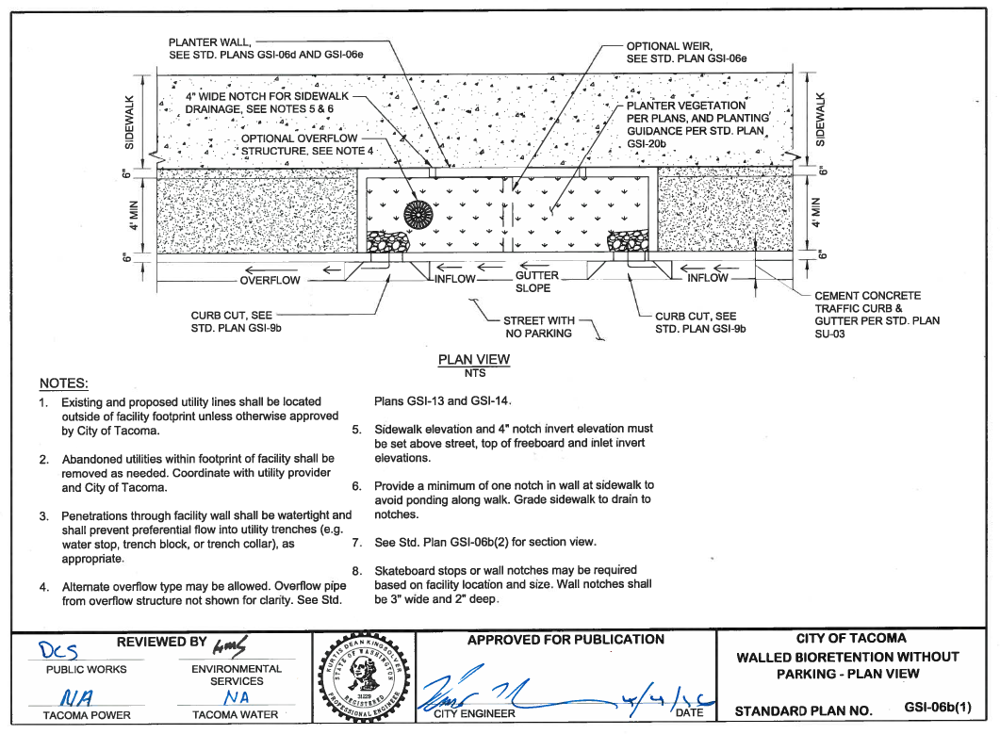 PLANTER WALL,
SEE STD. PLANS GSI-06d AND GSI-06e
OPTIONAL WEIR,
SEE STD. PLAN GSI-06e
4" WIDE NOTCH FOR SIDEWALK
DRAINAGE, SEE NOTES 5 & 6
OPTIONAL OVERFLOW
STRUCTURE, SEE NOTE 4
PLANTER VEGETATION
PER PLANS, AND PLANTING
GUIDANCE PER STD. PLAN
GSI-20b
SIDEWALK
6"
4' MIN
6"
SIDEWALK
6"
4' MIN
6"
OVERFLOW
INFLOW
GUTTER
SLOPE
INFLOW
CURB CUT, SEE
STD. PLAN GSI-9b
STREET WITH
NO PARKING
CURB CUT, SEE
STD. PLAN GSI-9b
CEMENT CONCRETE
TRAFFIC CURB &
GUTTER PER STD. PLAN
SU-03
PLAN VIEW
NTS
NOTES:
1. Existing and proposed utility lines shall be located
outside of facility footprint unless otherwise approved
by City of Tacoma.
2. Abandoned utilities within footprint of facility shall be
removed as needed. Coordinate with utility provider
and City of Tacoma.
3. Penetrations through facility wall shall be watertight and
shall prevent preferential flow into utility trenches (e.g.
water stop, trench block, or trench collar), as
appropriate.
4. Alternate overflow type may be allowed. Overflow pipe
from overflow structure not shown for clarity. See Std.
Plans GSI-13 and GSI-14.
5. Sidewalk elevation and 4" notch invert elevation must
be set above street, top of freeboard and inlet invert
elevations.
6. Provide a minimum of one notch in wall at sidewalk to
avoid ponding along walk. Grade sidewalk to drain to
notches.
7. See Std. Plan GSI-06b(2) for section view.
8. Skateboard stops or wall notches may be required
based on facility location and size. Wall notches shall
be 3" wide and 2" deep.
REVIEWED BY
DCS
PUBLIC WORKS
ENVIRONMENTAL
SERVICES
NA
TACOMA POWER
NA
TACOMA WATER
KURTIS DEAN KINGSOLVER
STATE OF WASHINGTON
31229
REGISTERED
PROFESSIONAL ENGINEER
APPROVED FOR PUBLICATION
CITY ENGINEER
DATE
CITY OF TACOMA
WALLED BIORETENTION WITHOUT
PARKING - PLAN VIEW
STANDARD PLAN NO. GSI-06b(1)